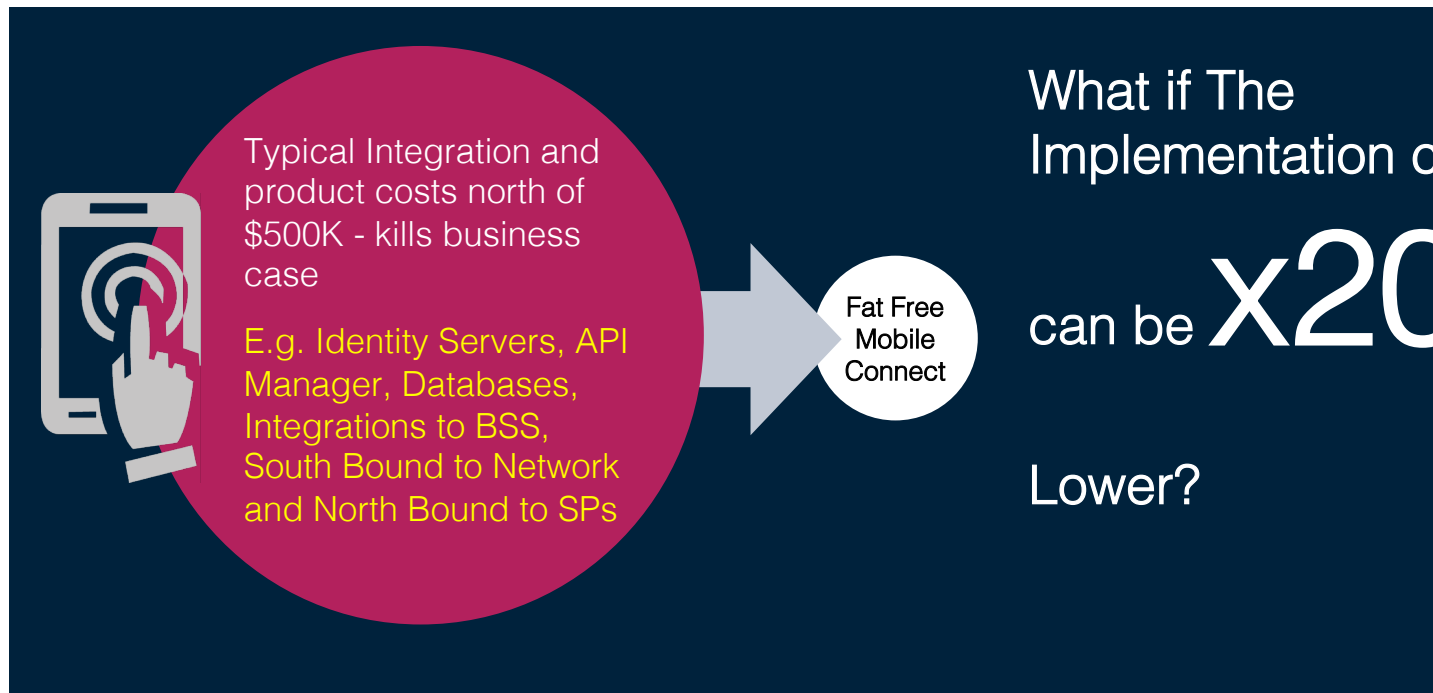 Typical Integration and
product costs north of
$500K - kills business
case
E.g. Identity Servers, API
Manager, Databases,
Integrations to BSS,
South Bound to Network
and North Bound to SPs
Fat Free
Mobile
Connect
What if The
Implementation
can be x20
Lower?